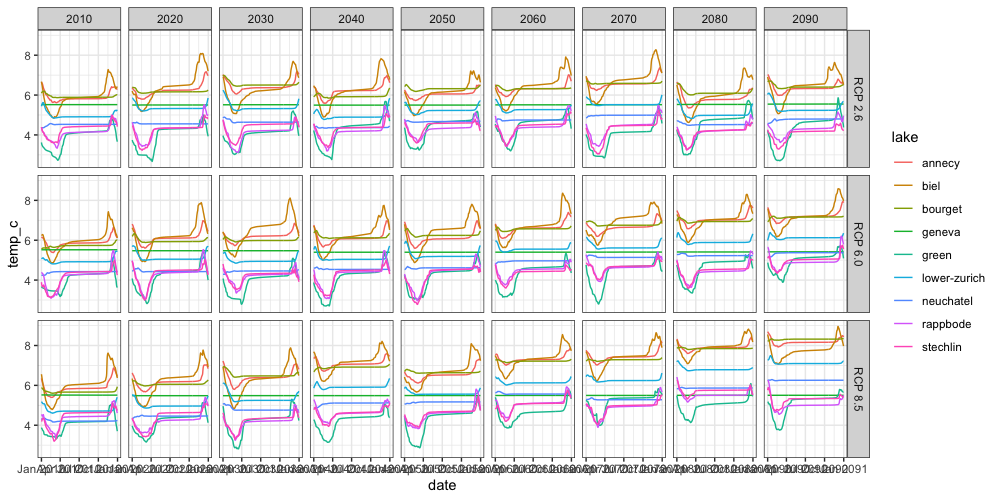 2010 2020 2030 2040 2050 2060 2070 2080 2090
8
6
4
RCP 2.6
8
6
4
RCP 6.0
8
6
4
RCP 8.5
temp_c
date
lake
annecy
biel
bourget
geneva
green
lower-zurich
neuchatel
rappbode
stechlin